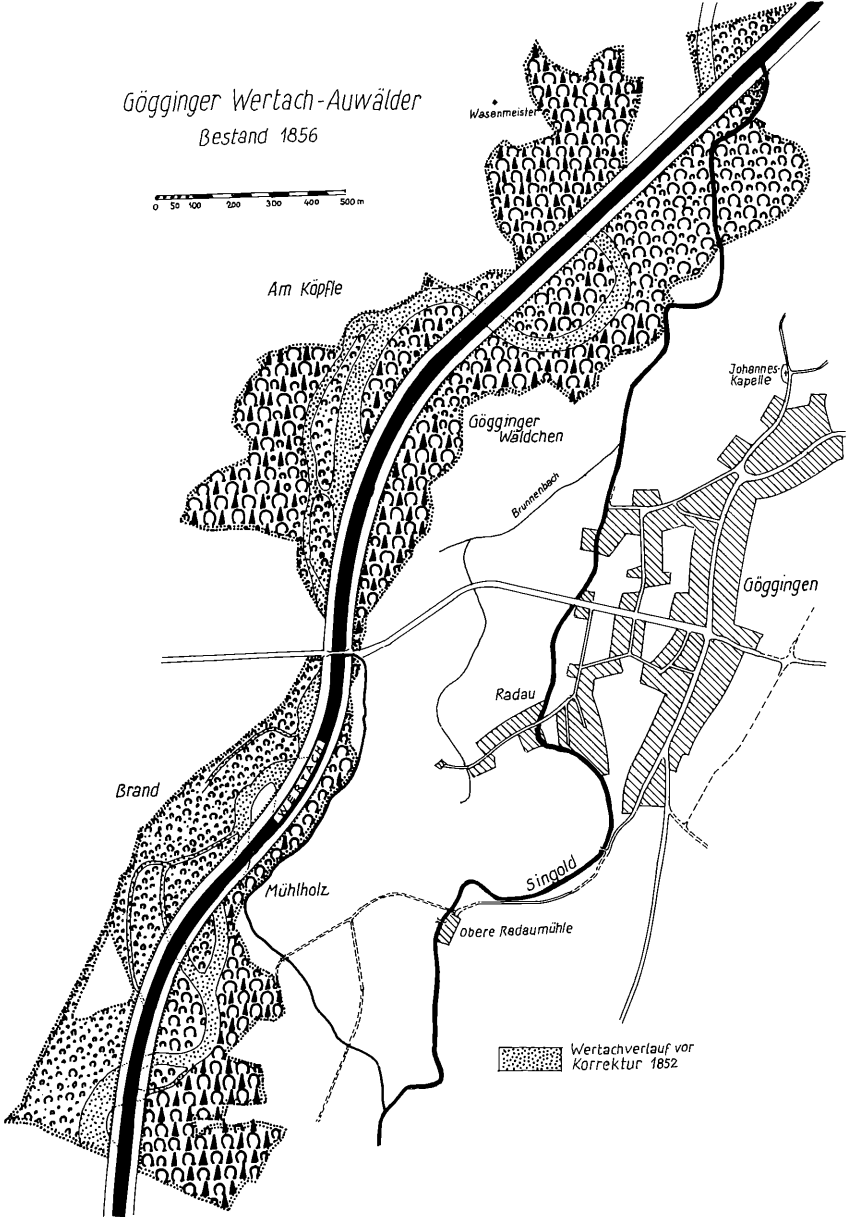 Gögginger Wertach-Auwälder
Bestand 1856
0 50 100 200 300 400 500 m
Wasenmeister
Am Köpfle
Johannes-
Kapelle
Gögginger
Wäldchen
Brunnenbach
Göggingen
Radau
WERTACH
Brand
Mühlholz
Singold
Obere Radaumühle
Wertachverlauf vor
Korrektur 1852